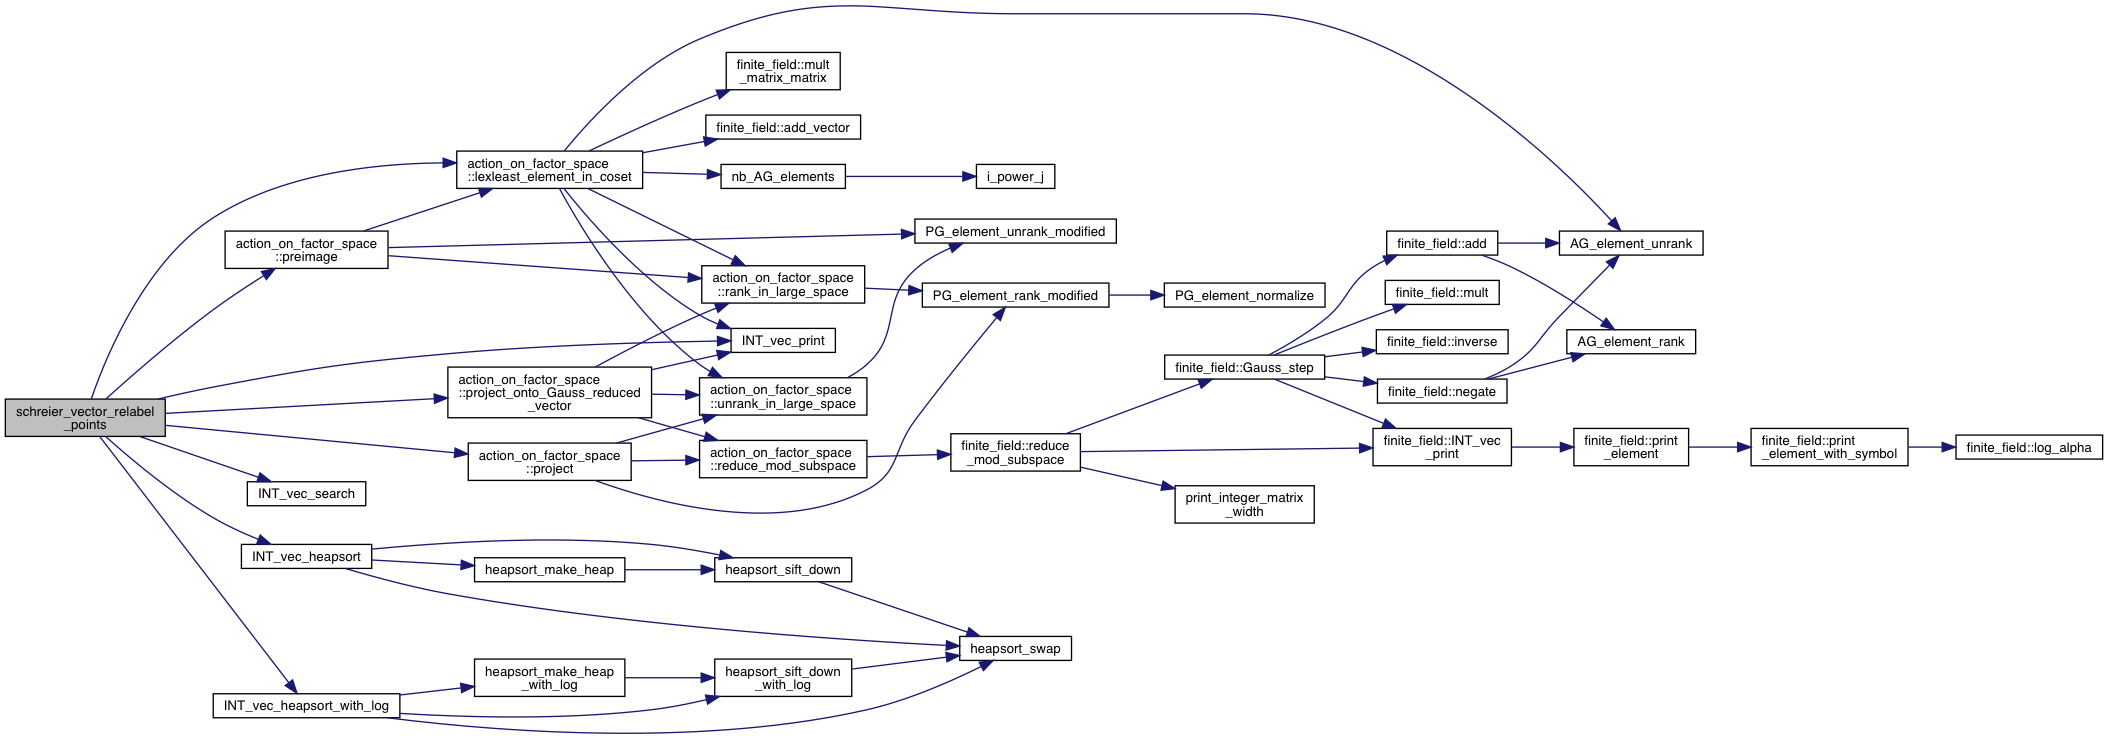 schreier_vector_relabel
_points
action_on_factor_space
::preimage
action_on_factor_space
::lexleast_element_in_coset
finite_field::mult
_matrix_matrix
finite_field::add_vector
nb_AG_elements
i_power_j
PG_element_unrank_modified
action_on_factor_space
::rank_in_large_space
PG_element_rank_modified
PG_element_normalize
INT_vec_print
action_on_factor_space
::project_onto_Gauss_reduced
_vector
action_on_factor_space
::unrank_in_large_space
action_on_factor_space
::project
action_on_factor_space
::reduce_mod_subspace
finite_field::reduce
_mod_subspace
finite_field::Gauss_step
finite_field::add
finite_field::mult
finite_field::inverse
finite_field::negate
AG_element_unrank
AG_element_rank
finite_field::INT_vec
_print
finite_field::print
_element
finite_field::print
_element_with_symbol
finite_field::log_alpha
print_integer_matrix
_width
INT_vec_search
INT_vec_heapsort
heapsort_make_heap
heapsort_sift_down
heapsort_swap
INT_vec_heapsort_with_log
heapsort_make_heap
_with_log
heapsort_sift_down
_with_log